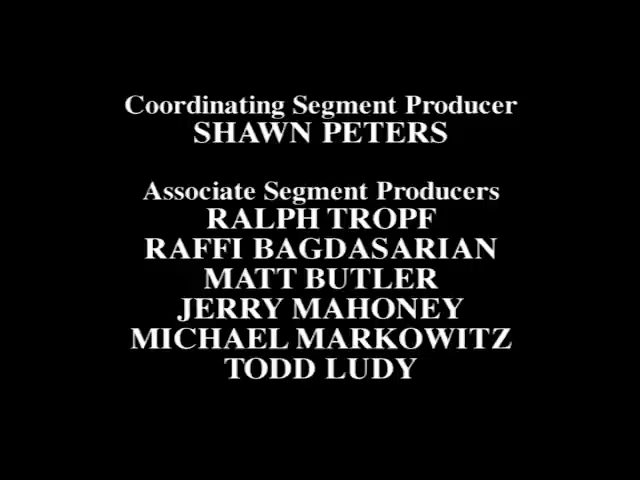 Coordinating Segment Producer
SHAWN PETERS
Associate Segment Producers
RALPH TROPF
RAFFI BAGDASARIAN
MATT BUTLER
JERRY MAHONEY
MICHAEL MARKOWITZ
TODD LUDY